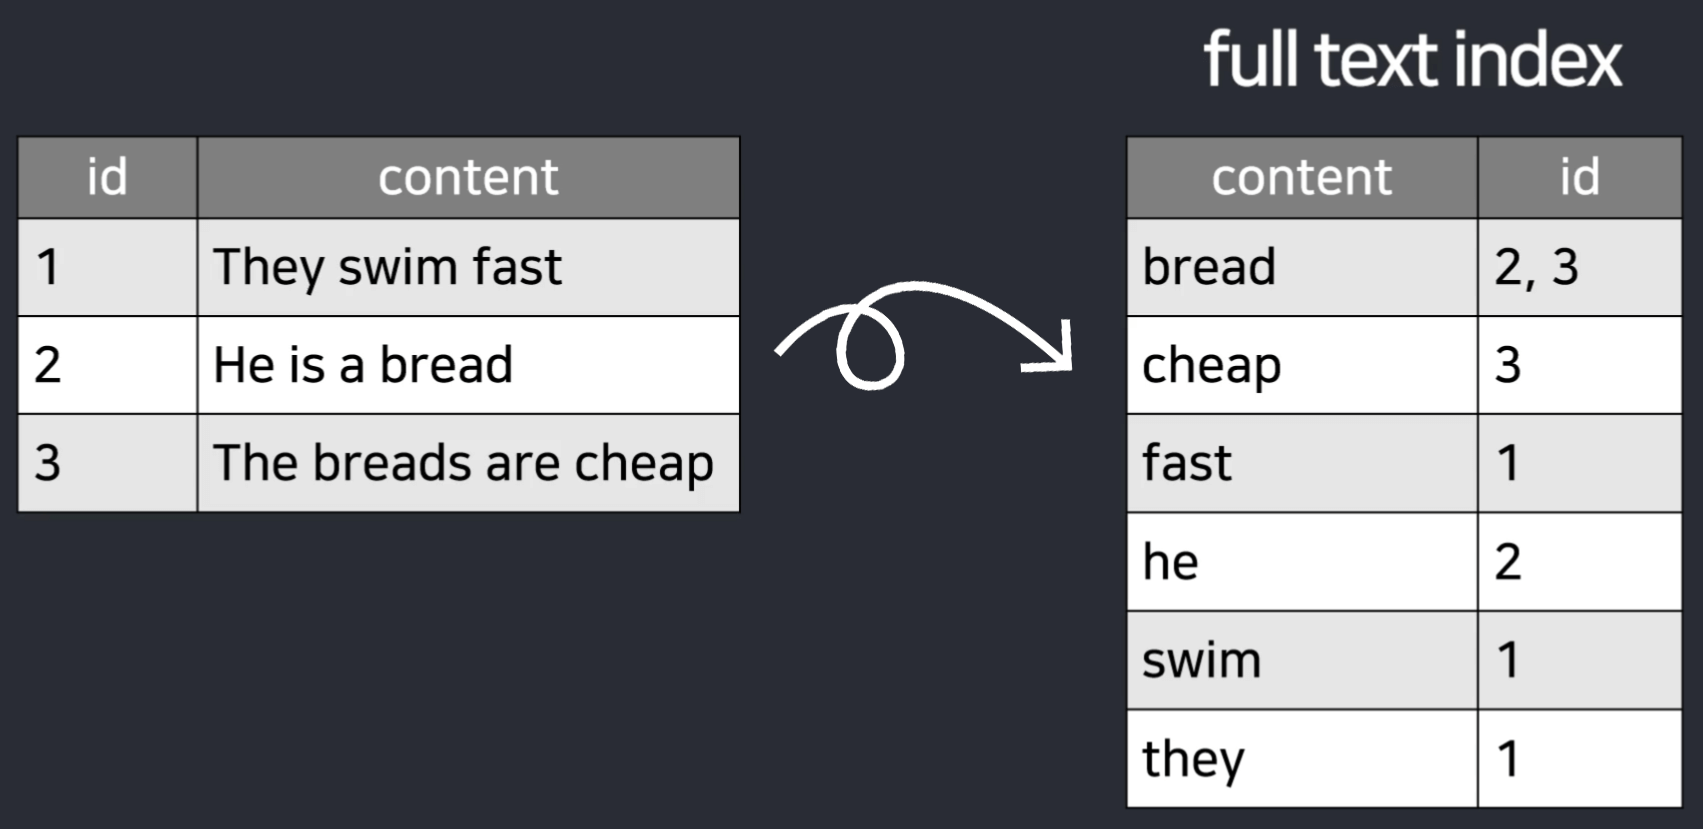 full text index
id content
1 They swim fast
2 He is a bread
3 The breads are cheap
content id
bread 2, 3
cheap 3
fast 1
he 2
swim 1
they 1